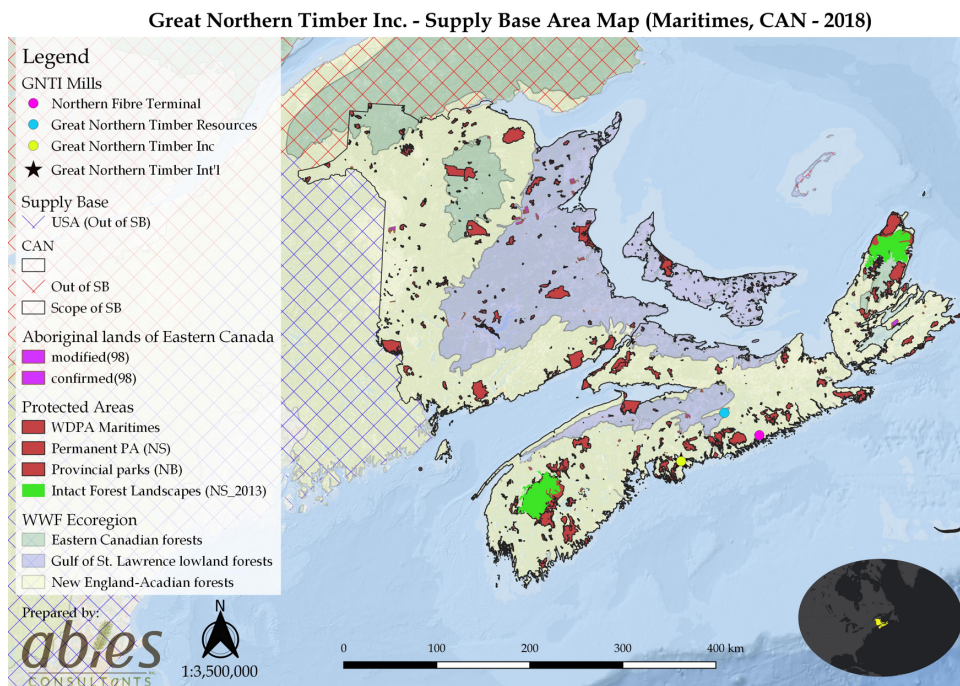 Great Northern Timber Inc. - Supply Base Area Map (Maritimes, CAN - 2018)
Legend
GNTI Mills
Northern Fibre Terminal
Great Northern Timber Resources
Great Northern Timber Inc
Great Northern Timber Int'l
Supply Base
USA (Out of SB)
CAN
Out of SB
Scope of SB
Aboriginal lands of Eastern Canada
modified(98)
confirmed(98)
Protected Areas
WDPA Maritimes
Permanent PA (NS)
Provincial parks (NB)
Intact Forest Landscapes (NS_2013)
WWF Ecoregion
Eastern Canadian forests
Gulf of St. Lawrence lowland forests
New England-Acadian forests
Prepared by:
abies
CONSULTANTS
N
1:3,500,000
0 100 200 300 400 km